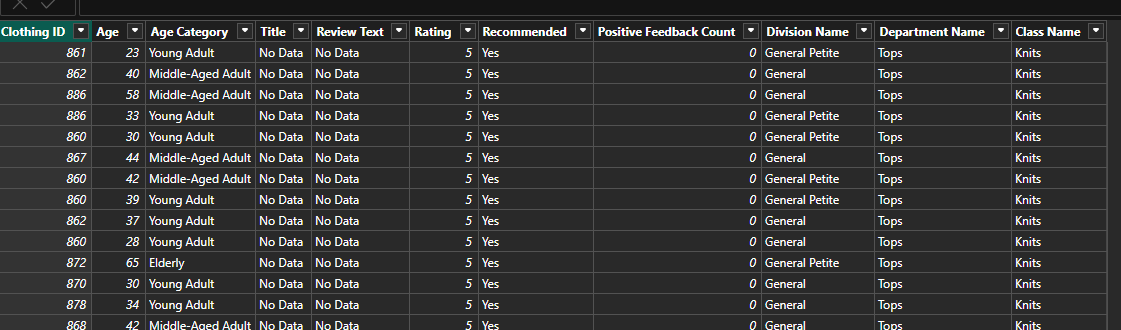 Clothing ID Age Age Category Title Review Text Rating Recommended Positive Feedback Count Division Name Department Name Class Name
861 23 Young Adult No Data No Data 5 Yes 0 General Petite Tops Knits
862 40 Middle-Aged Adult No Data No Data 5 Yes 0 General Tops Knits
886 58 Middle-Aged Adult No Data No Data 5 Yes 0 General Tops Knits
886 33 Young Adult No Data No Data 5 Yes 0 General Petite Tops Knits
860 30 Young Adult No Data No Data 5 Yes 0 General Petite Tops Knits
867 44 Middle-Aged Adult No Data No Data 5 Yes 0 General Tops Knits
860 42 Middle-Aged Adult No Data No Data 5 Yes 0 General Petite Tops Knits
860 39 Young Adult No Data No Data 5 Yes 0 General Petite Tops Knits
862 37 Young Adult No Data No Data 5 Yes 0 General Tops Knits
860 28 Young Adult No Data No Data 5 Yes 0 General Tops Knits
872 65 Elderly No Data No Data 5 Yes 0 General Petite Tops Knits
870 30 Young Adult No Data No Data 5 Yes 0 General Tops Knits
878 34 Young Adult No Data No Data 5 Yes 0 General Tops Knits
868 42 Middle-Aged Adult No Data No Data 5 Yes 0 General Tops Knits